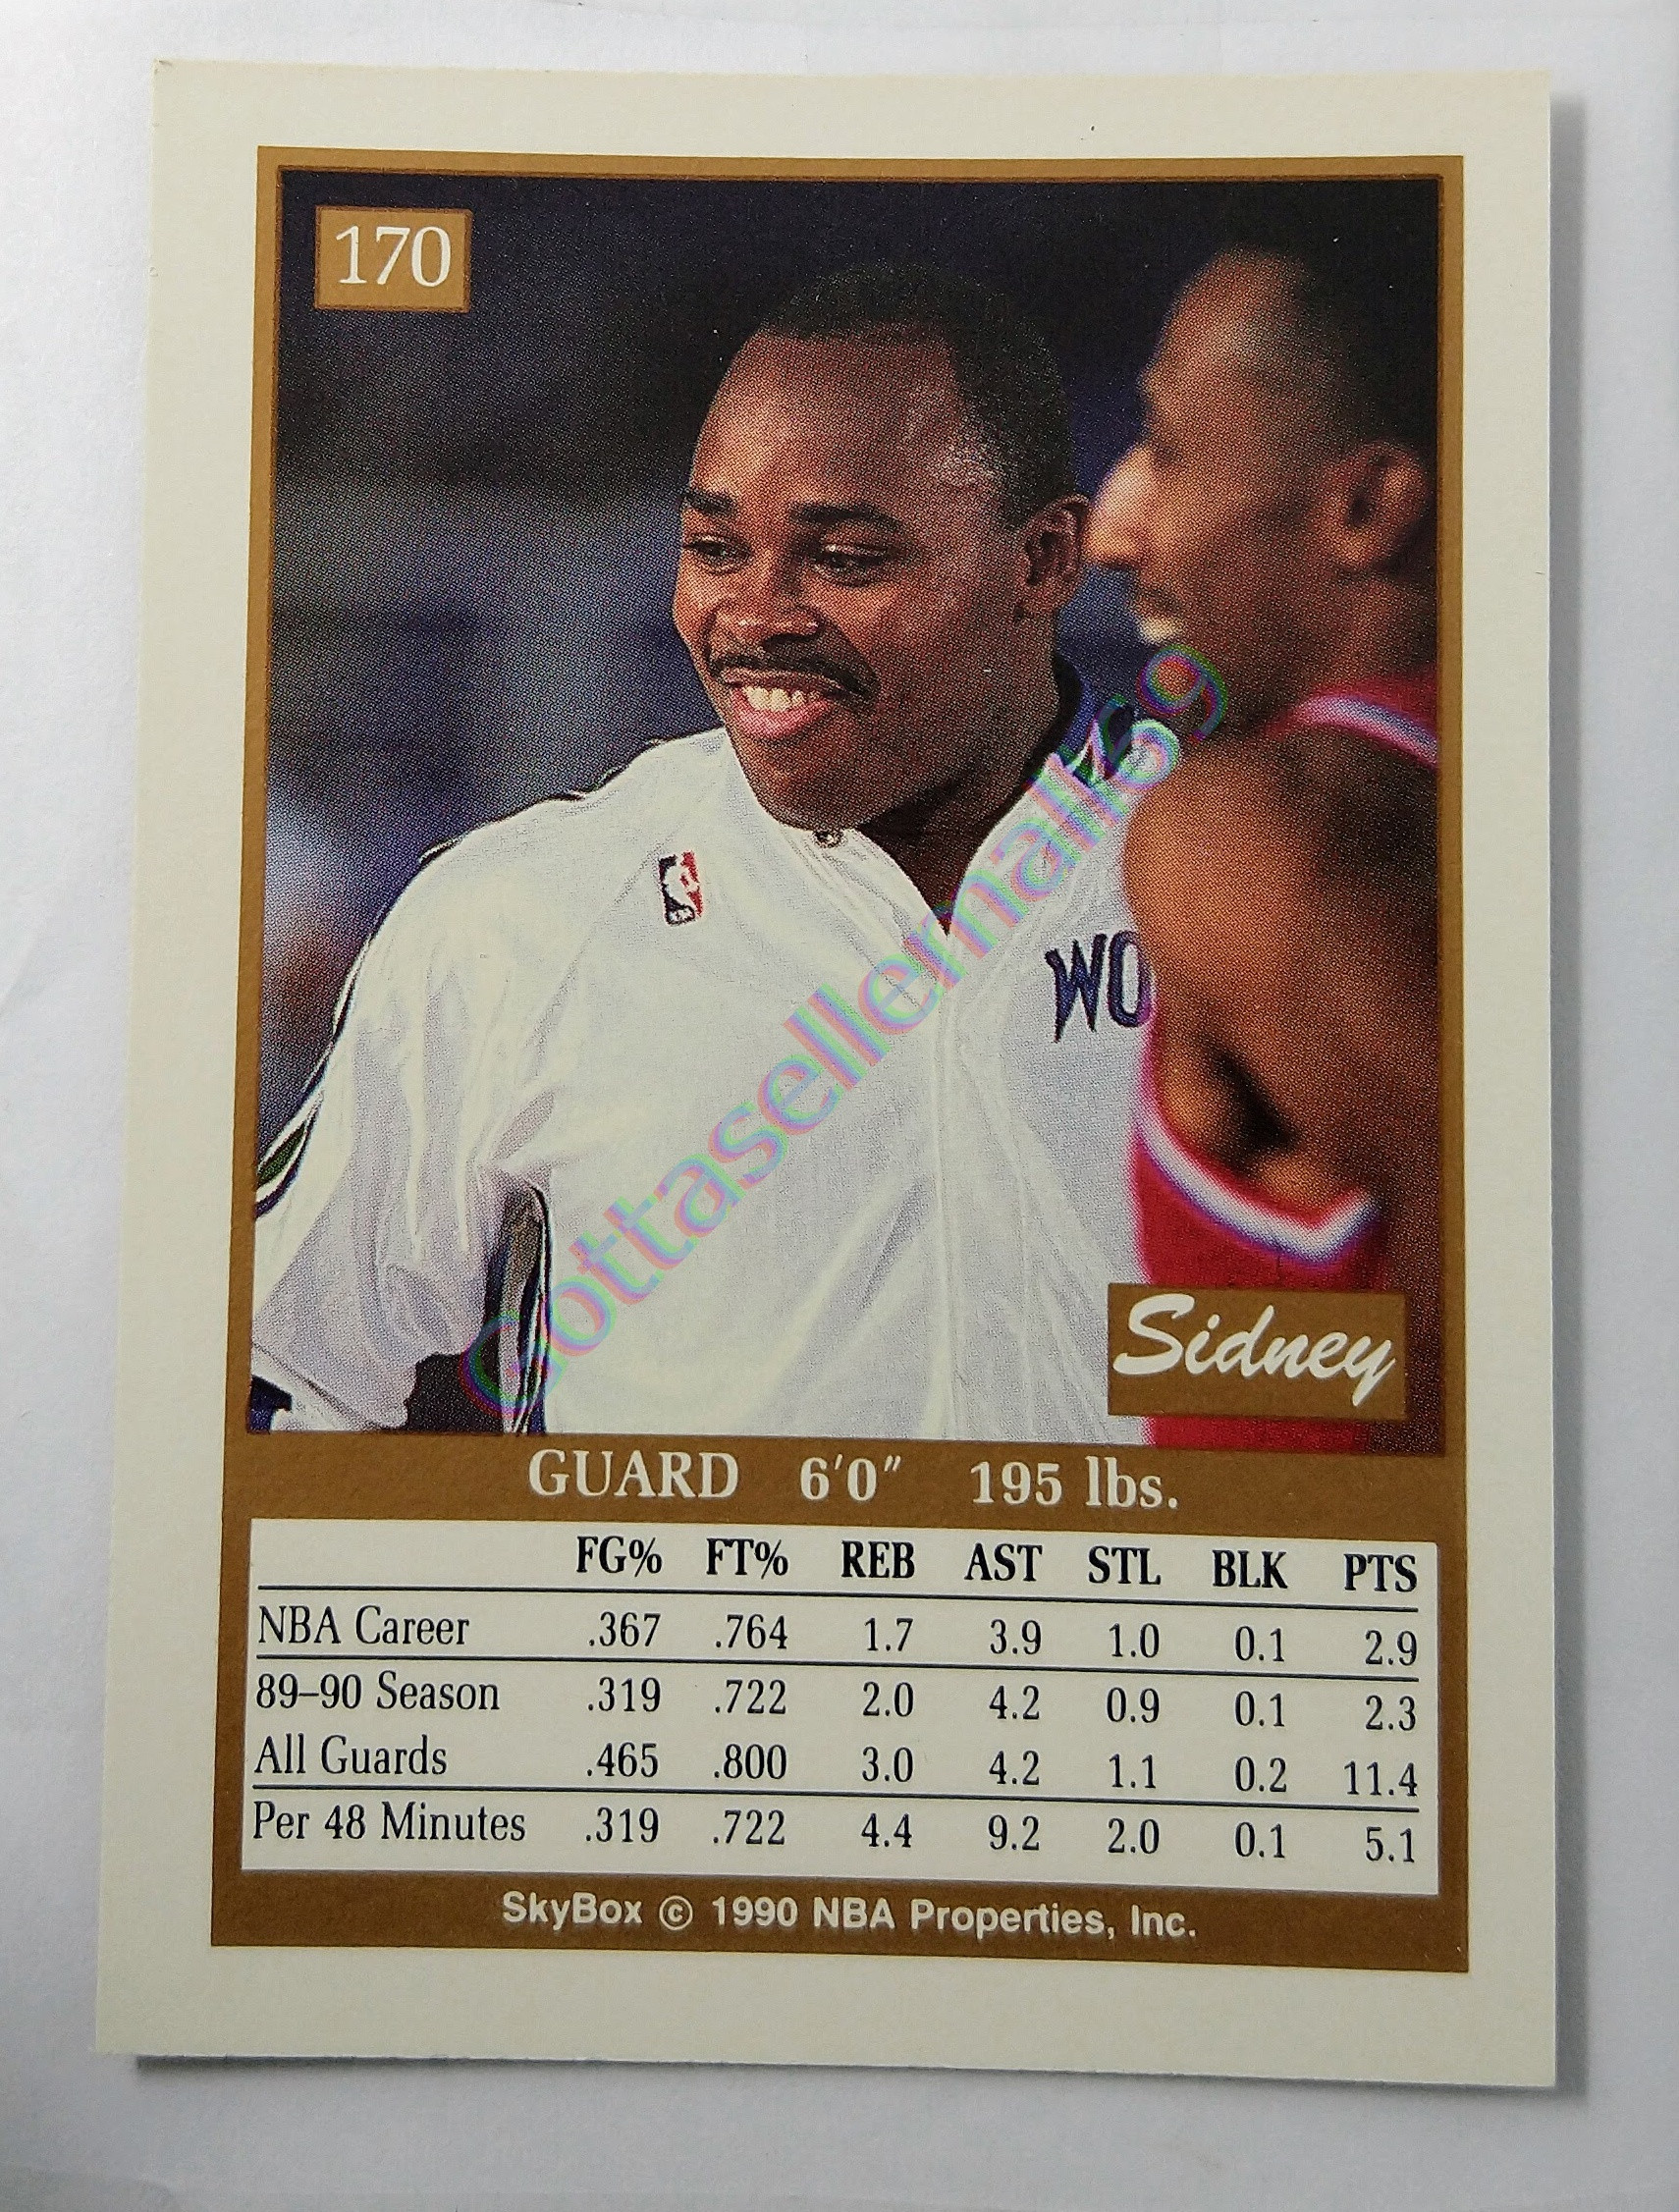 170
WO
Gottasellemall69
Sidney
GUARD 6'0" 195 lbs.
FG% FT% REB AST STL BLK PTS
NBA Career .367 .764 1.7 3.9 1.0 0.1 2.9
89–90 Season .319 .722 2.0 4.2 0.9 0.1 2.3
All Guards .465 .800 3.0 4.2 1.1 0.2 11.4
Per 48 Minutes .319 .722 4.4 9.2 2.0 0.1 5.1
SkyBox © 1990 NBA Properties, Inc.